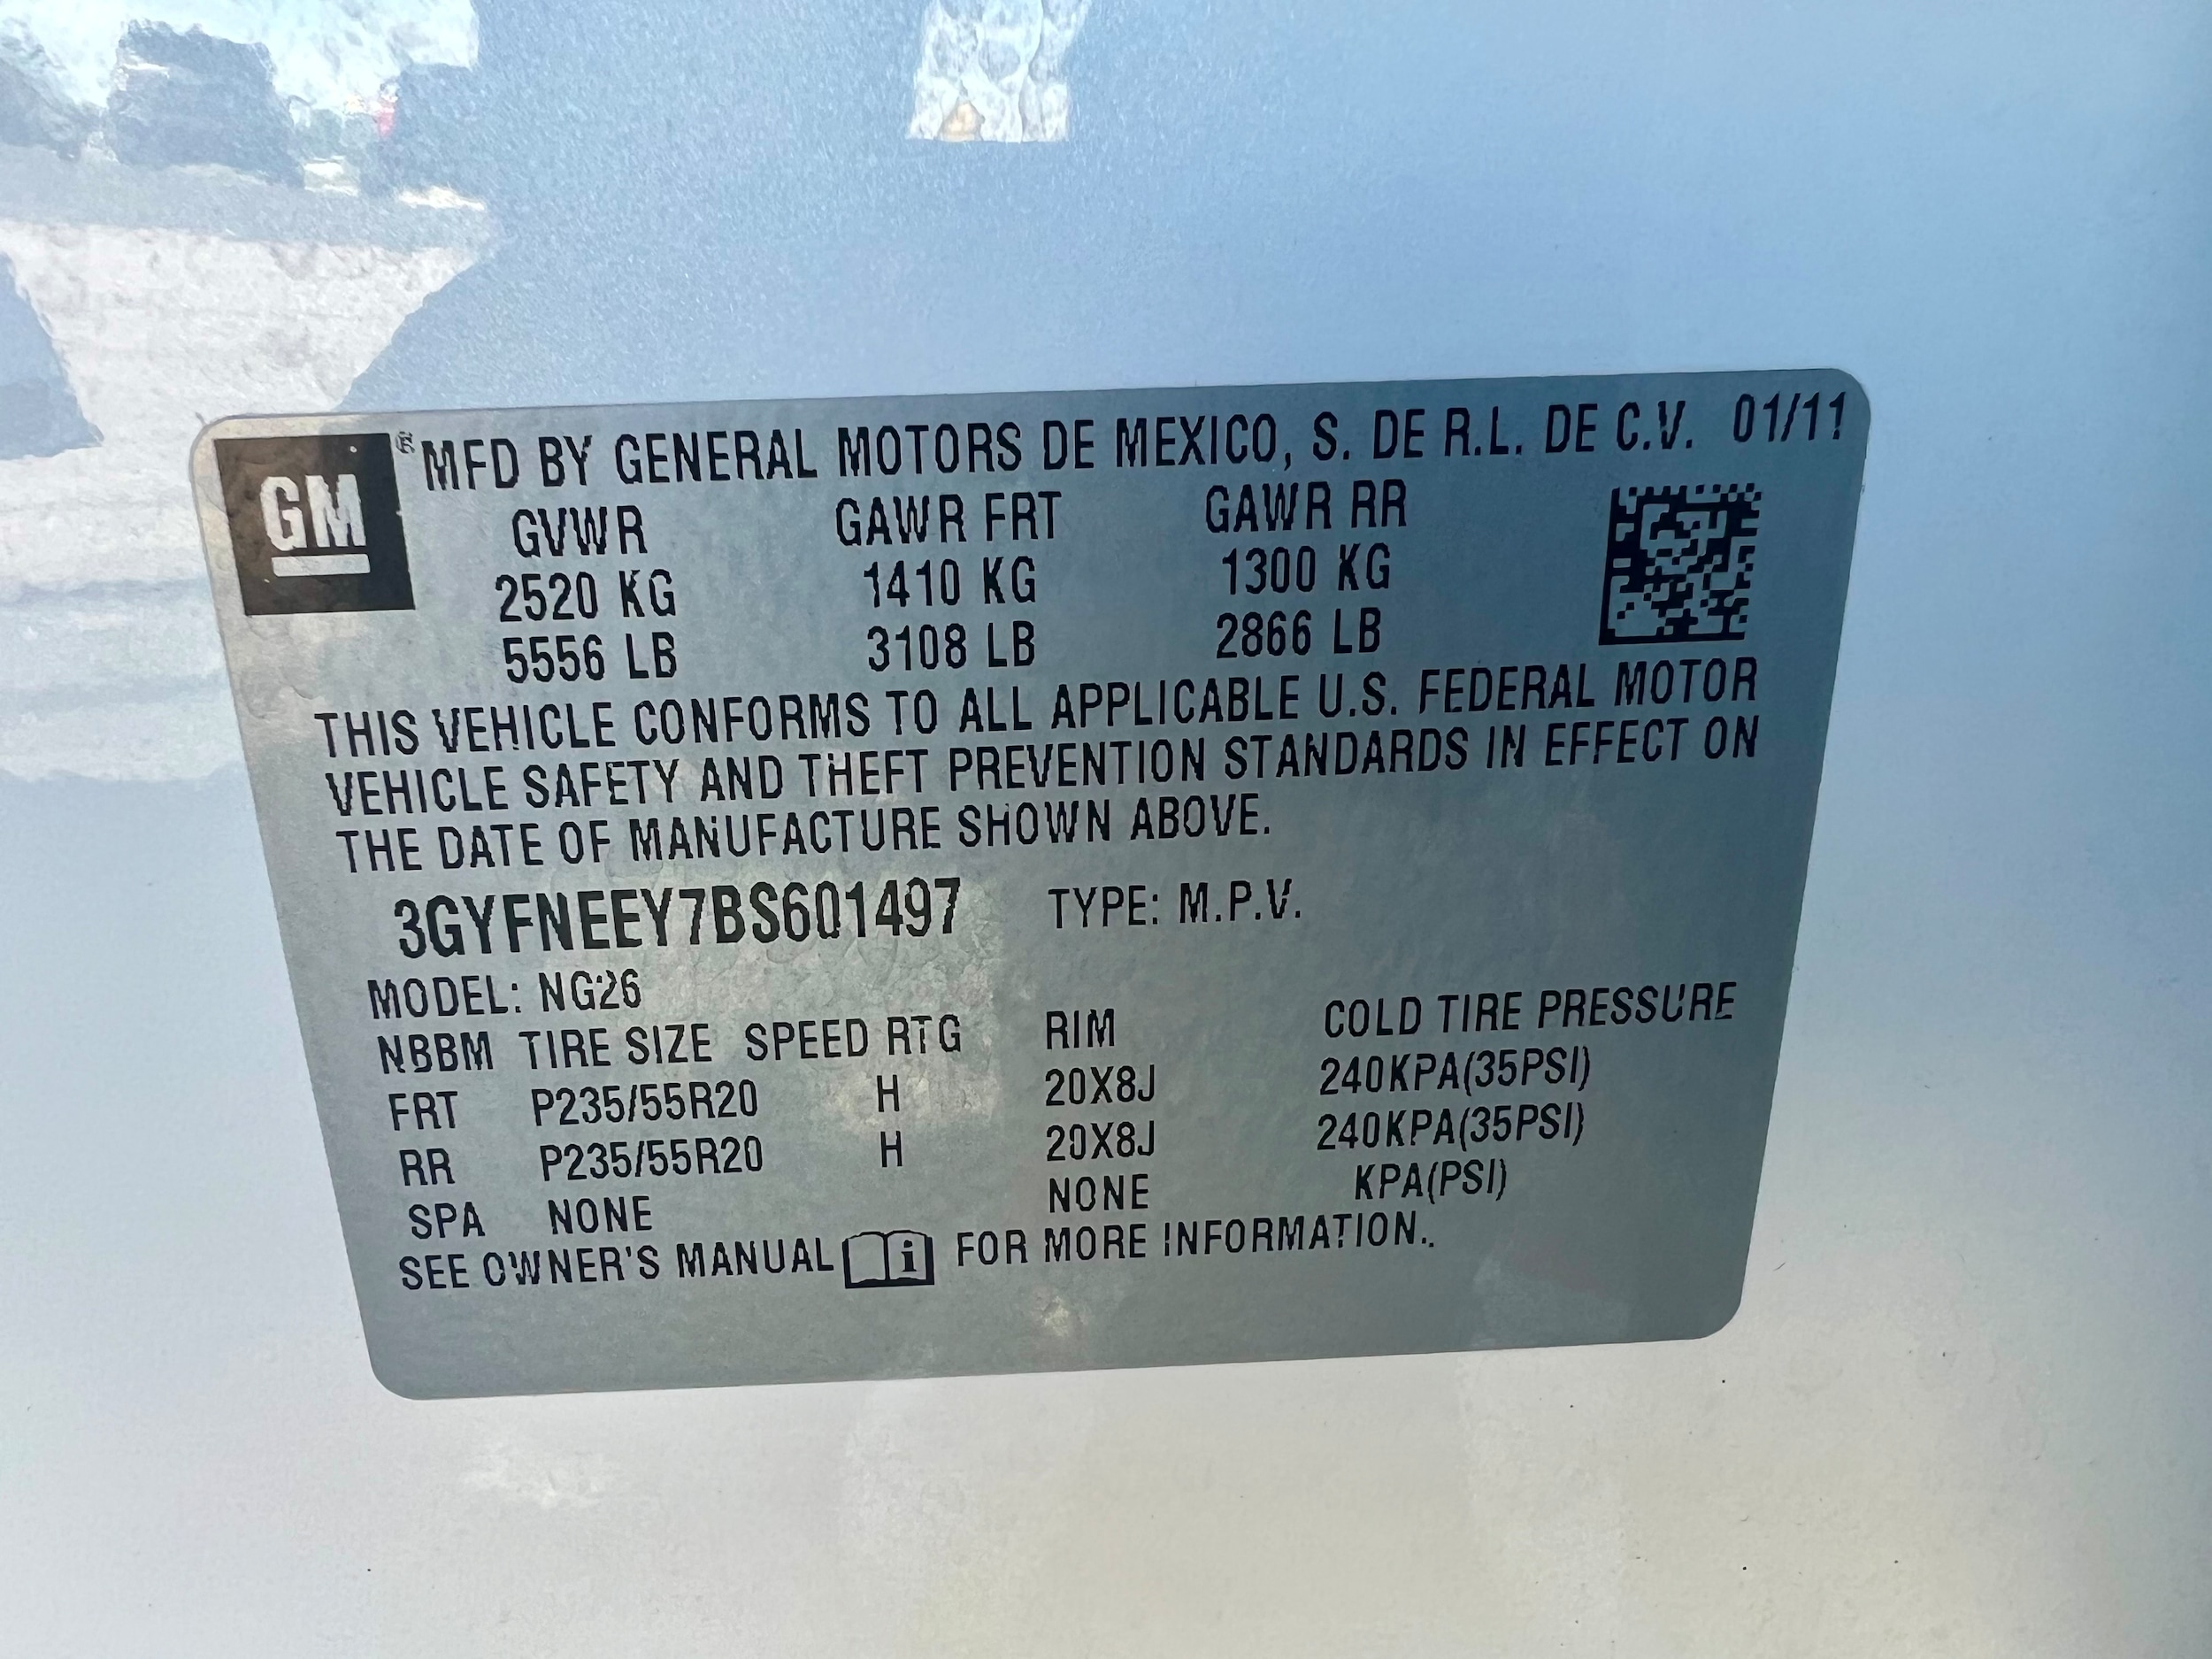 GM ® MFD BY GENERAL MOTORS DE MEXICO, S. DE R.L. DE C.V. 01/11
GVWR GAWR FRT GAWR RR
2520 KG 1410 KG 1300 KG
5556 LB 3108 LB 2866 LB
THIS VEHICLE CONFORMS TO ALL APPLICABLE U.S. FEDERAL MOTOR
VEHICLE SAFETY AND THEFT PREVENTION STANDARDS IN EFFECT ON
THE DATE OF MANUFACTURE SHOWN ABOVE.
3GYFNEEY7BS601497 TYPE: M.P.V.
MODEL: NG26
NBBM TIRE SIZE SPEED RTG RIM COLD TIRE PRESSURE
FRT P235/55R20 H 20X8J 240KPA(35PSI)
RR P235/55R20 H 20X8J 240KPA(35PSI)
SPA NONE NONE KPA(PSI)
SEE OWNER'S MANUAL i FOR MORE INFORMATION..